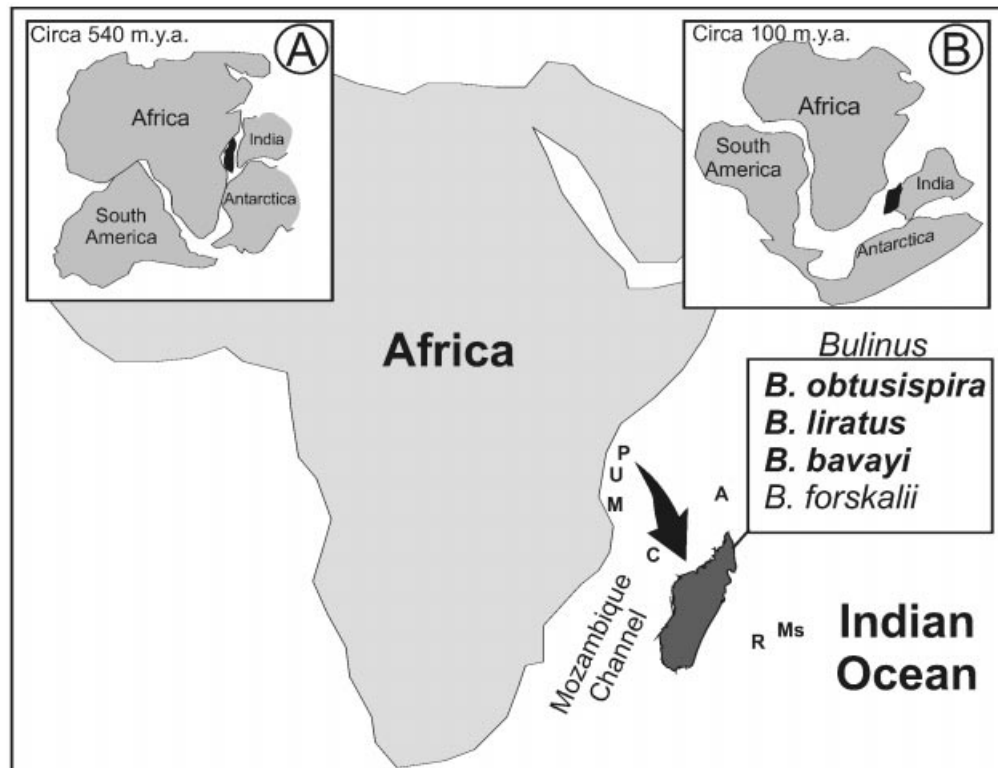 Circa 540 m.y.a.
A
Africa
India
Antarctica
South
America
Circa 100 m.y.a.
B
Africa
South
America
India
Antarctica
Africa
Bulinus
B. obtusispira
B. liratus
B. bavayi
B. forskalii
P
U
M
A
C
Mozambique
Channel
R
Ms
Indian
Ocean